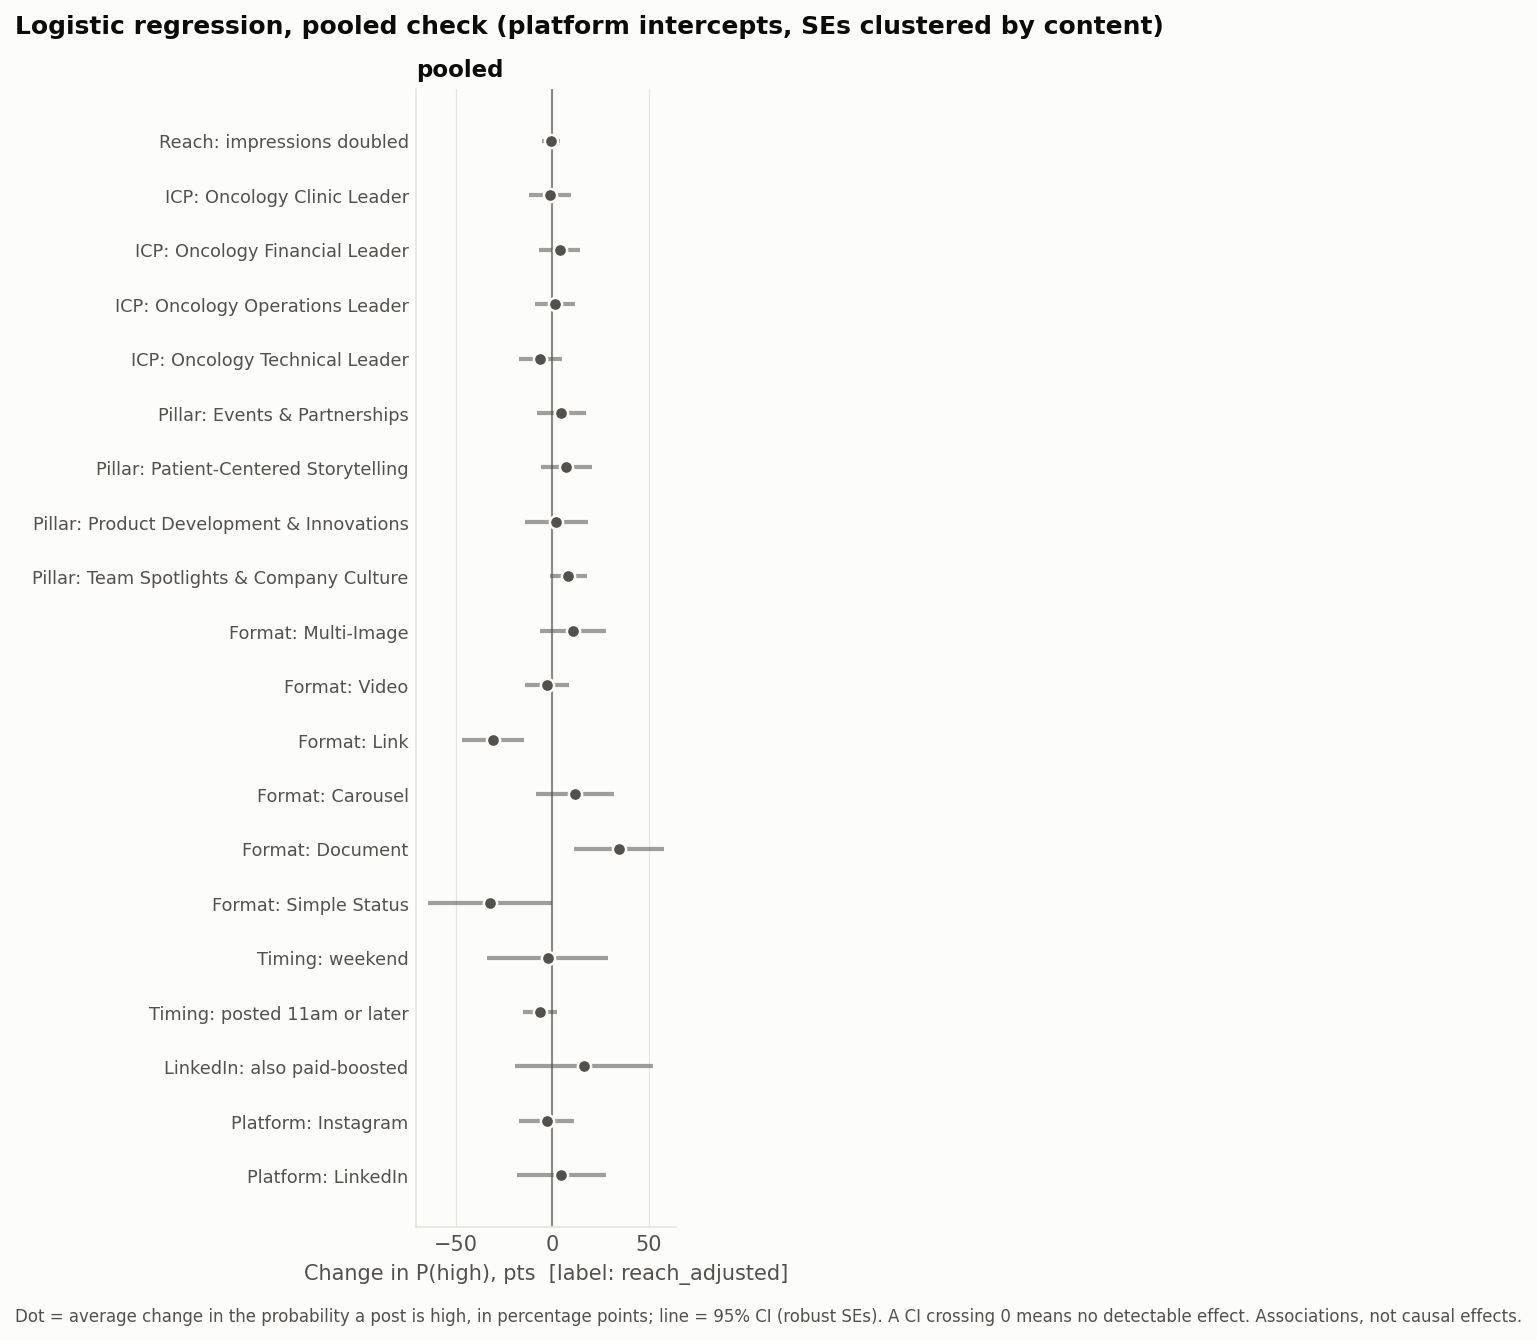 Logistic regression, pooled check (platform intercepts, SEs clustered by content)
pooled
Reach: impressions doubled
ICP: Oncology Clinic Leader
ICP: Oncology Financial Leader
ICP: Oncology Operations Leader
ICP: Oncology Technical Leader
Pillar: Events & Partnerships
Pillar: Patient-Centered Storytelling
Pillar: Product Development & Innovations
Pillar: Team Spotlights & Company Culture
Format: Multi-Image
Format: Video
Format: Link
Format: Carousel
Format: Document
Format: Simple Status
Timing: weekend
Timing: posted 11am or later
LinkedIn: also paid-boosted
Platform: Instagram
Platform: LinkedIn
−50 0 50
Change in P(high), pts  [label: reach_adjusted]
Dot = average change in the probability a post is high, in percentage points; line = 95% CI (robust SEs). A CI crossing 0 means no detectable effect. Associations, not causal effects.